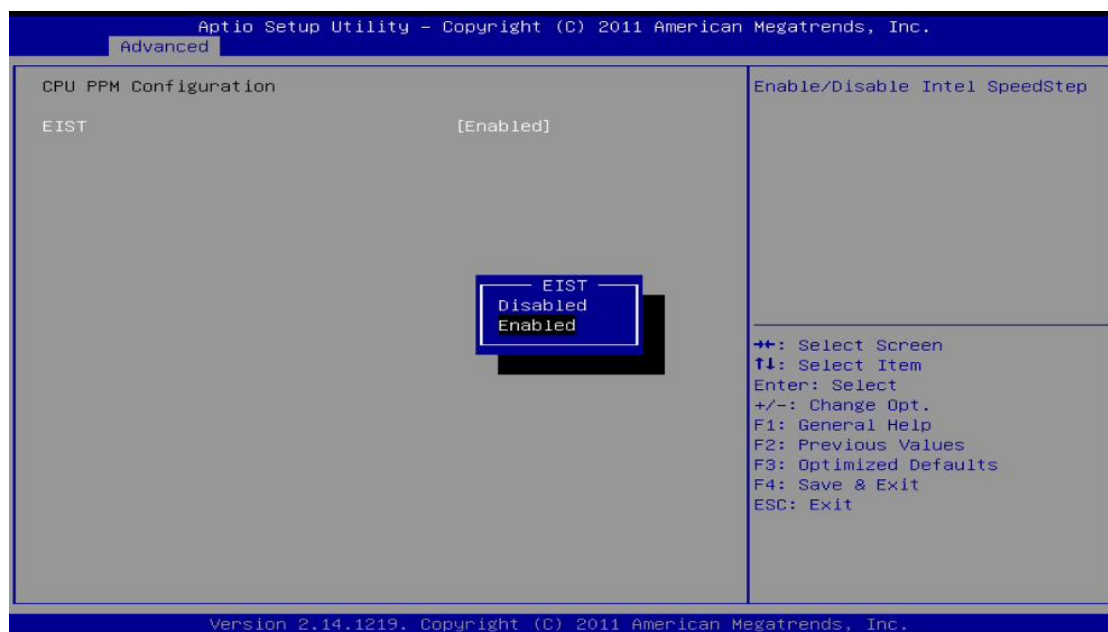 Aptio Setup Utility – Copyright (C) 2011 American Megatrends, Inc.
Advanced
CPU PPM Configuration
EIST [Enabled]
EIST
Disabled
Enabled
Enable/Disable Intel SpeedStep
→←: Select Screen
↑↓: Select Item
Enter: Select
+/-: Change Opt.
F1: General Help
F2: Previous Values
F3: Optimized Defaults
F4: Save & Exit
ESC: Exit
Version 2.14.1219. Copyright (C) 2011 American Megatrends, Inc.